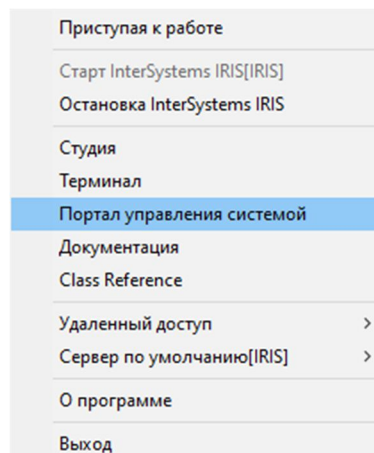 Приступая к работе
Старт InterSystems IRIS[IRIS]
Остановка InterSystems IRIS
Студия
Терминал
Портал управления системой
Документация
Class Reference
Удаленный доступ
Сервер по умолчанию[IRIS]
О программе
Выход